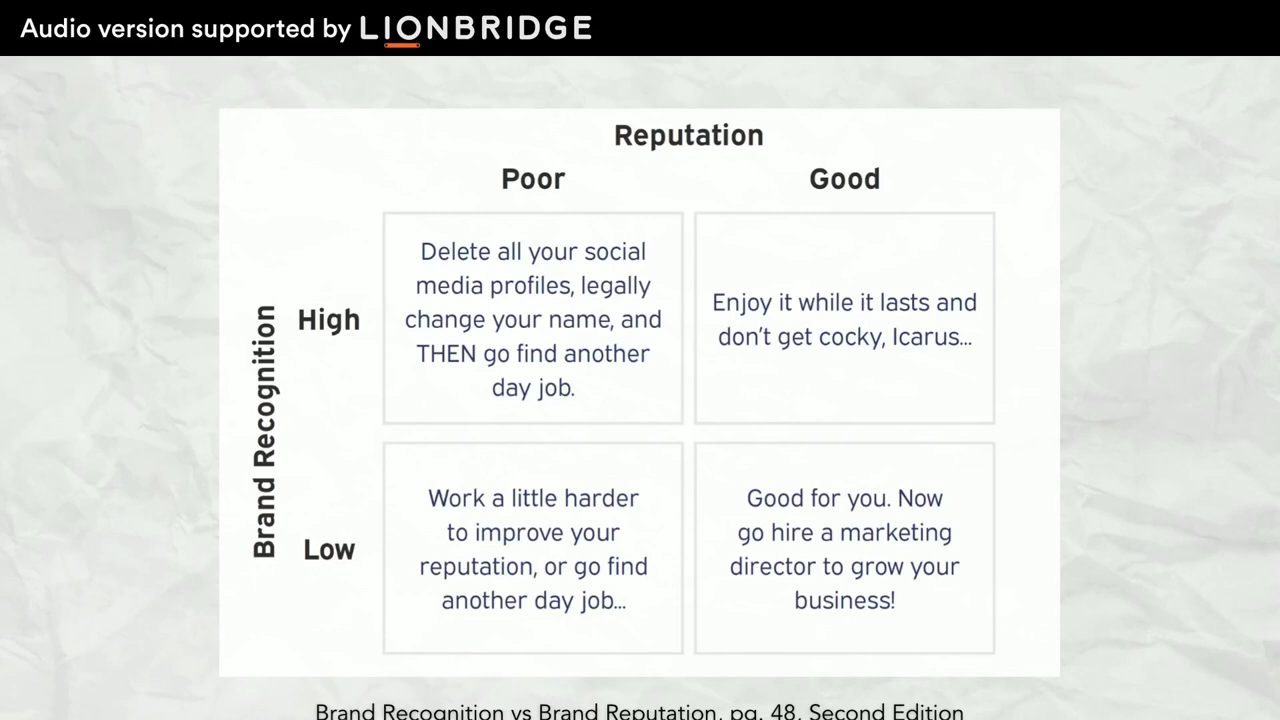 Audio version supported by LIONBRIDGE
Reputation
Poor
Good
Brand Recognition
High
Delete all your social
media profiles, legally
change your name, and
THEN go find another
day job.
Enjoy it while it lasts and
don't get cocky, Icarus...
Low
Work a little harder
to improve your
reputation, or go find
another day job...
Good for you. Now
go hire a marketing
director to grow your
business!
Brand Recognition vs Brand Reputation, pg. 48, Second Edition